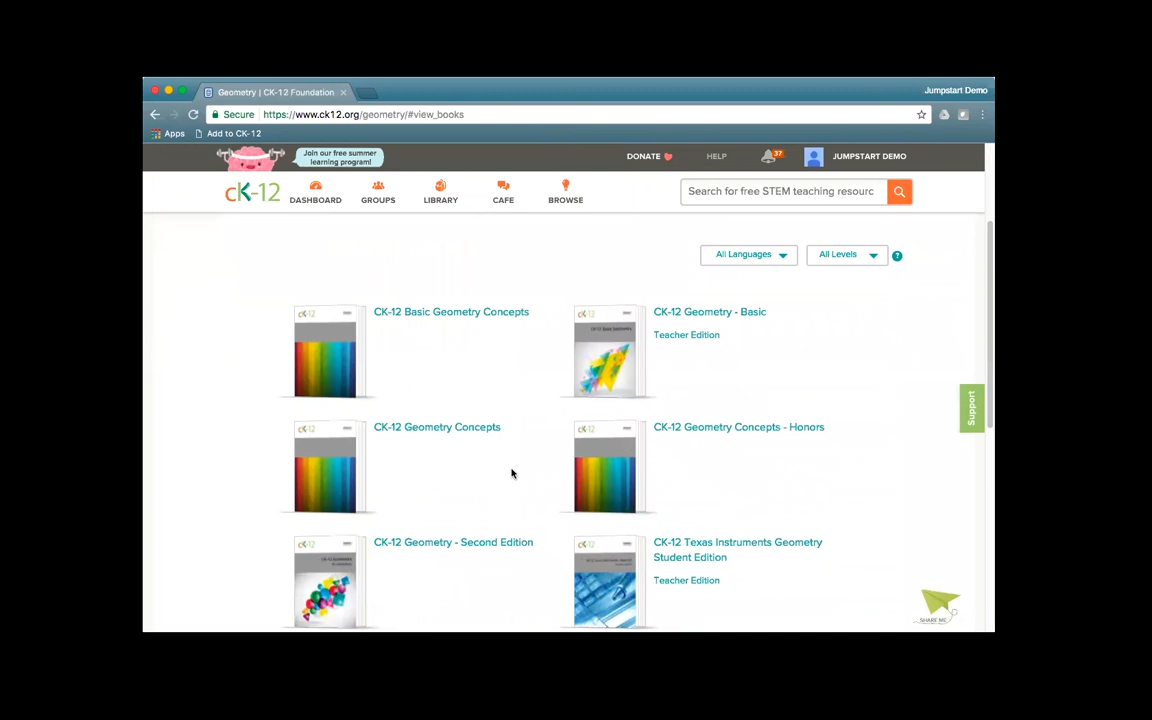 Geometry | CK-12 Foundation
Jumpstart Demo
Secure https://www.ck12.org/geometry/#view_books
Apps Add to CK-12
Join our free summer
learning program!
DONATE HELP 37 JUMPSTART DEMO
cK-12 DASHBOARD GROUPS LIBRARY CAFE BROWSE
Search for free STEM teaching resourc
All Languages All Levels ?
CK-12 Basic Geometry Concepts
CK-12 Geometry - Basic
Teacher Edition
CK-12 Geometry Concepts
CK-12 Geometry Concepts - Honors
CK-12 Geometry - Second Edition
CK-12 Texas Instruments Geometry
Student Edition
Teacher Edition
Support
SHARE ME